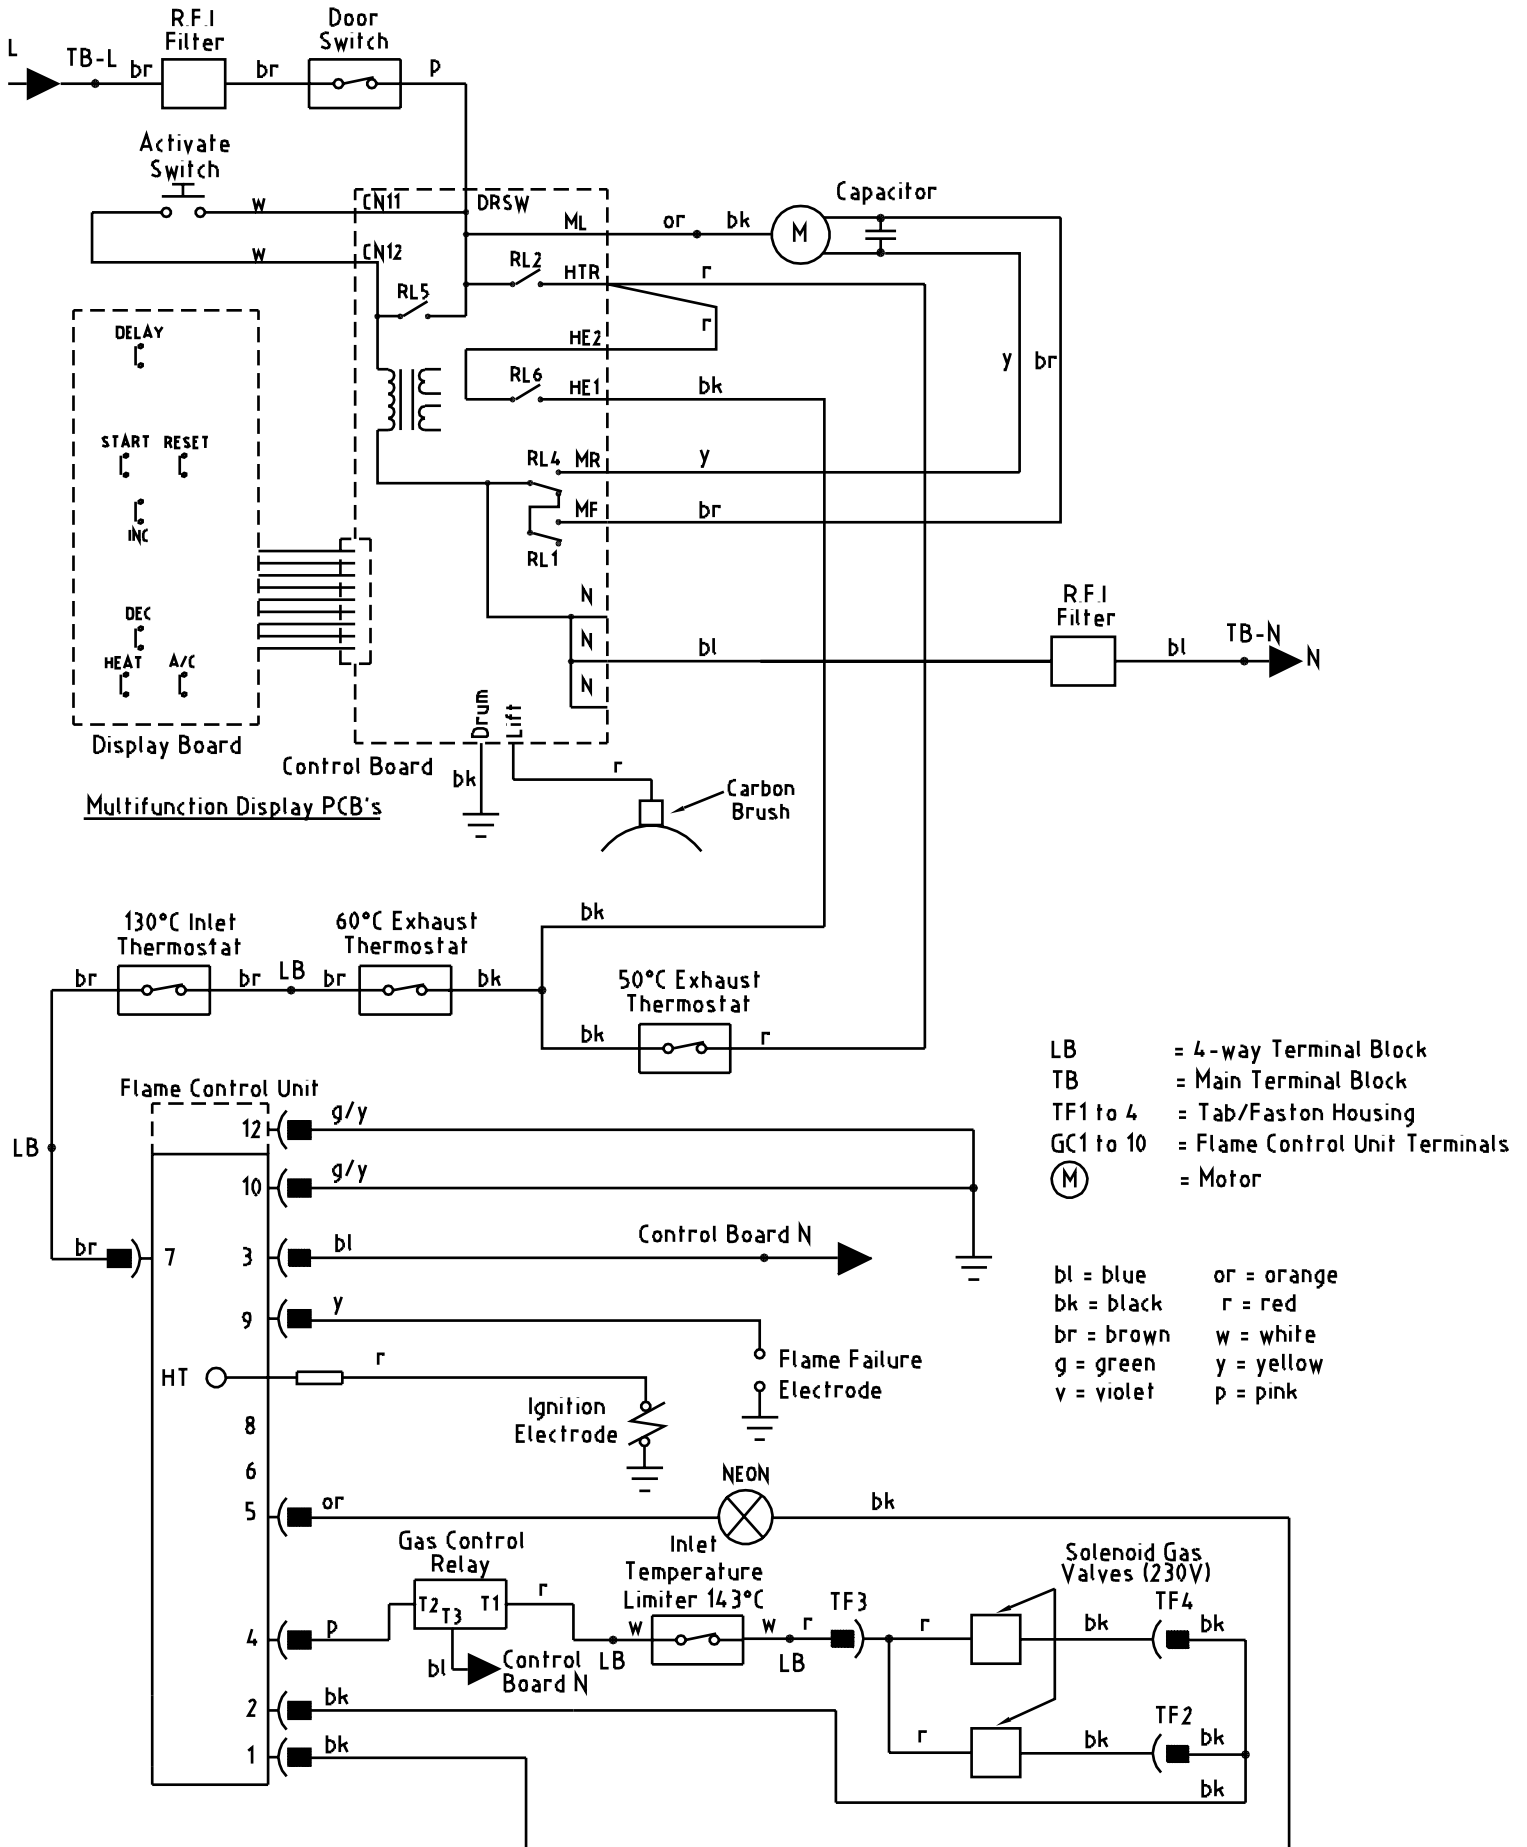 R.F.I
Filter
Door
Switch
L
TB-L
br
br
p
Activate
Switch
w
CN11
DRSW
ML
or
bk
M
Capacitor
w
CN12
RL2
HTR
r
RL5
r
HE2
y
br
RL6
HE1
bk
DELAY
START
RESET
INC
DEC
HEAT
A/C
RL4
MR
y
MF
br
RL1
N
N
N
bl
R.F.I
Filter
bl
TB-N
N
Display Board
Drum
Lift
Control Board
bk
r
Multifunction Display PCB's
Carbon
Brush
130°C Inlet
Thermostat
60°C Exhaust
Thermostat
bk
br
br
LB
br
bk
50°C Exhaust
Thermostat
bk
r
LB = 4-way Terminal Block
TB = Main Terminal Block
TF1 to 4 = Tab/Faston Housing
GC1 to 10 = Flame Control Unit Terminals
M = Motor
Flame Control Unit
LB
12
g/y
10
g/y
br
7
3
bl
Control Board N
bl = blue
or = orange
bk = black
r = red
br = brown
w = white
g = green
y = yellow
v = violet
p = pink
9
y
Flame Failure
Electrode
HT
r
Ignition
Electrode
8
6
5
or
NEON
bk
Gas Control
Relay
T2
T3
T1
r
Inlet
Temperature
Limiter 143°C
Solenoid Gas
Valves (230V)
4
p
w
LB
w
r
LB
TF3
r
bk
TF4
bk
bl
Control
Board N
2
bk
r
bk
TF2
bk
1
bk
bk